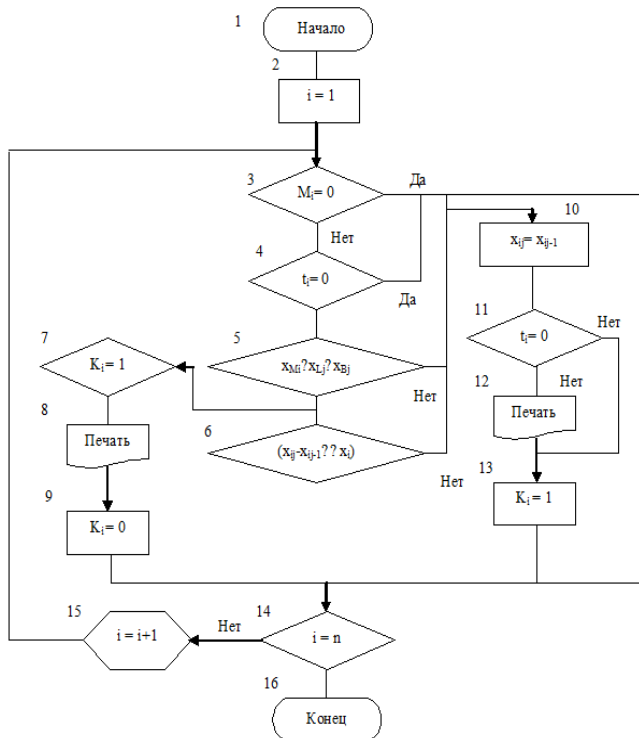 1
Начало
2
i = 1
3
Mi= 0
Да
Нет
4
ti= 0
Да
5
xMi?xLj?xBj
Нет
6
(xij-xij-1?? xi)
Нет
7
Ki= 1
8
Печать
9
Ki= 0
10
xij= xij-1
11
ti= 0
Нет
12
Нет
Печать
13
Ki= 1
14
i = n
Нет
15
i = i+1
16
Конец